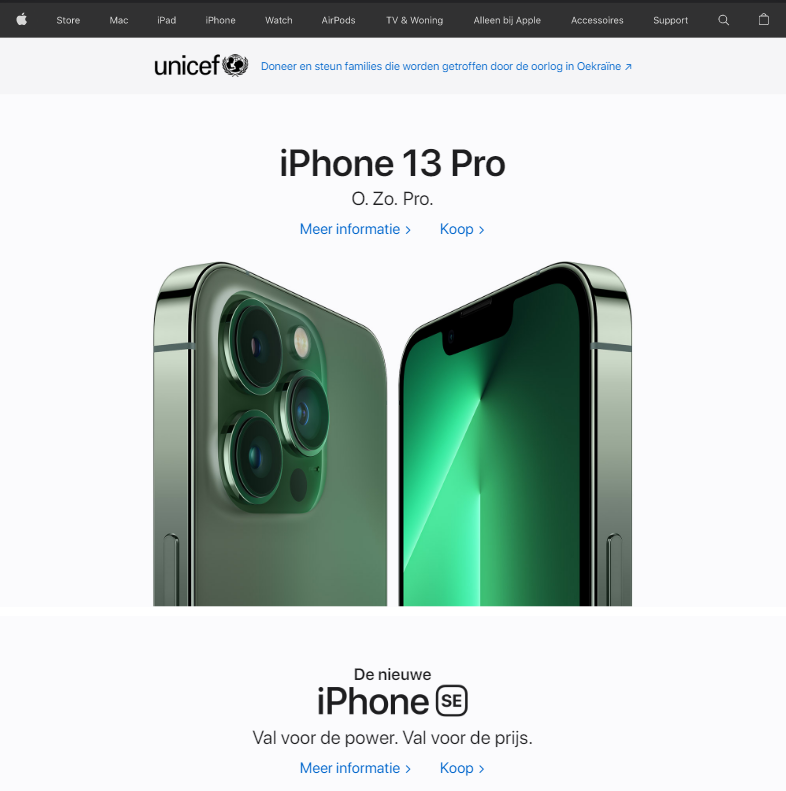 Store Mac iPad iPhone Watch AirPods TV & Woning Alleen bij Apple Accessoires Support
unicef Doneer en steun families die worden getroffen door de oorlog in Oekraïne ↗
iPhone 13 Pro
O. Zo. Pro.
Meer informatie > Koop >
De nieuwe
iPhone SE
Val voor de power. Val voor de prijs.
Meer informatie > Koop >